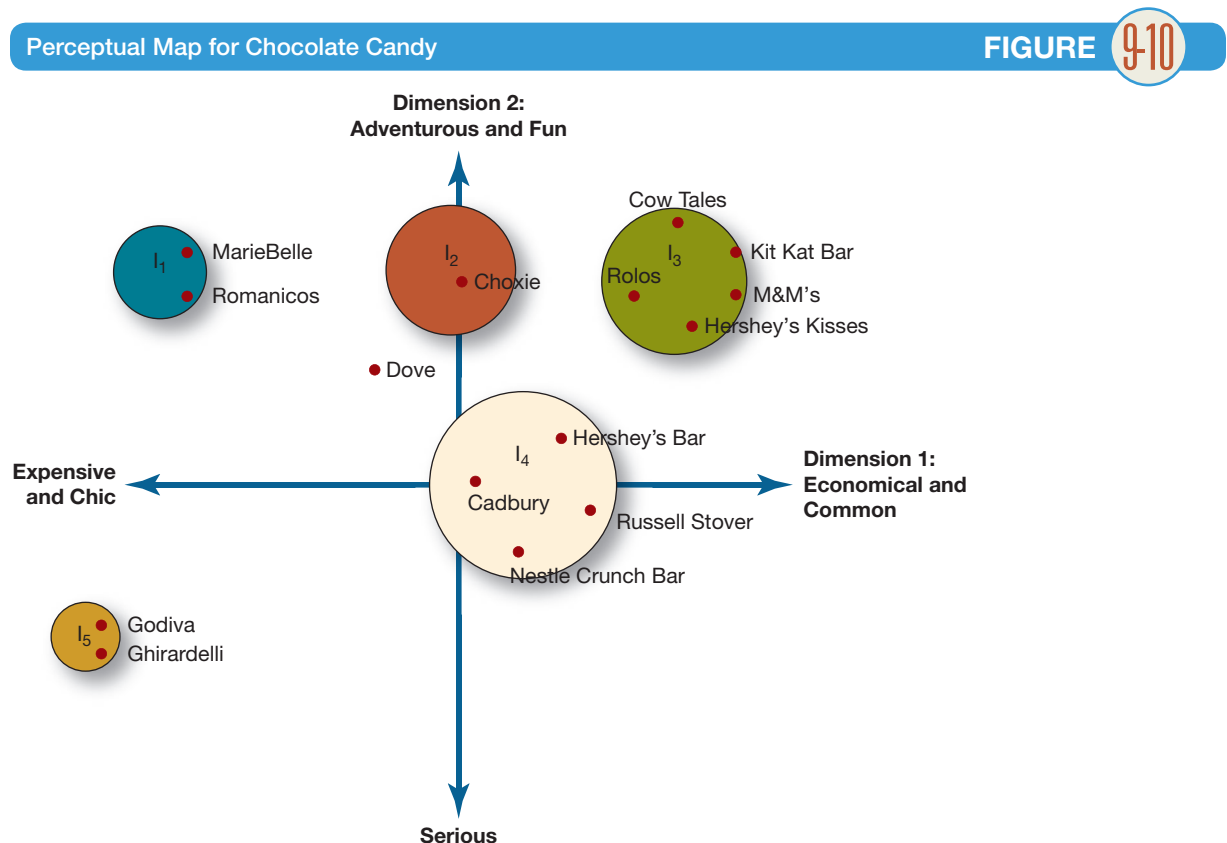 Perceptual Map for Chocolate Candy
FIGURE 9-10
Dimension 2:
Adventurous and Fun
Cow Tales
MarieBelle
I1
I2
I3
Kit Kat Bar
Rolos
Choxie
Romanicos
M&M's
Hershey's Kisses
Dove
Hershey's Bar
I4
Expensive
and Chic
Dimension 1:
Economical and
Common
Cadbury
Russell Stover
Nestle Crunch Bar
Godiva
I5
Ghirardelli
Serious